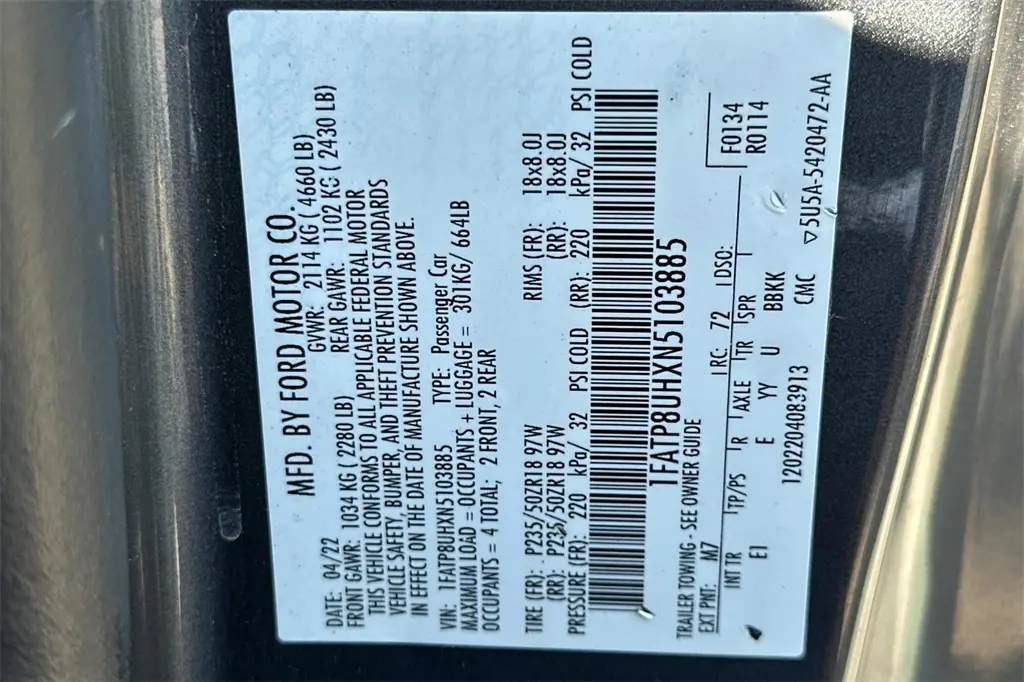 MFD. BY FORD MOTOR CO.
DATE: 04/22 GVWR: 2114 KG ( 4660 LB)
FRONT GAWR: 1034 KG ( 2280 LB) REAR GAWR: 1102 KG ( 2430 LB)
THIS VEHICLE CONFORMS TO ALL APPLICABLE FEDERAL MOTOR
VEHICLE SAFETY, BUMPER, AND THEFT PREVENTION STANDARDS
IN EFFECT ON THE DATE OF MANUFACTURE SHOWN ABOVE.
VIN: 1FATP8UHXN5103885 TYPE: Passenger Car
MAXIMUM LOAD = OCCUPANTS + LUGGAGE = 301KG/ 664LB
OCCUPANTS = 4 TOTAL; 2 FRONT, 2 REAR
TIRE (FR): P235/50ZR18 97W RIMS (FR): 18x8.0J
(RR): P235/50ZR18 97W (RR): 18x8.0J
PRESSURE (FR): 220 kPa/ 32 PSI COLD (RR): 220 kPa/ 32 PSI COLD
1FATP8UHXN5103885
TRAILER TOWING - SEE OWNER GUIDE
EXT PNT: M7 RC: 72 DSO: F0134
INT TR TP/PS R AXLE TR SPR R0114
EI E YY U BBKK
1202204083913 CMC ▽5U5A-5420472-AA